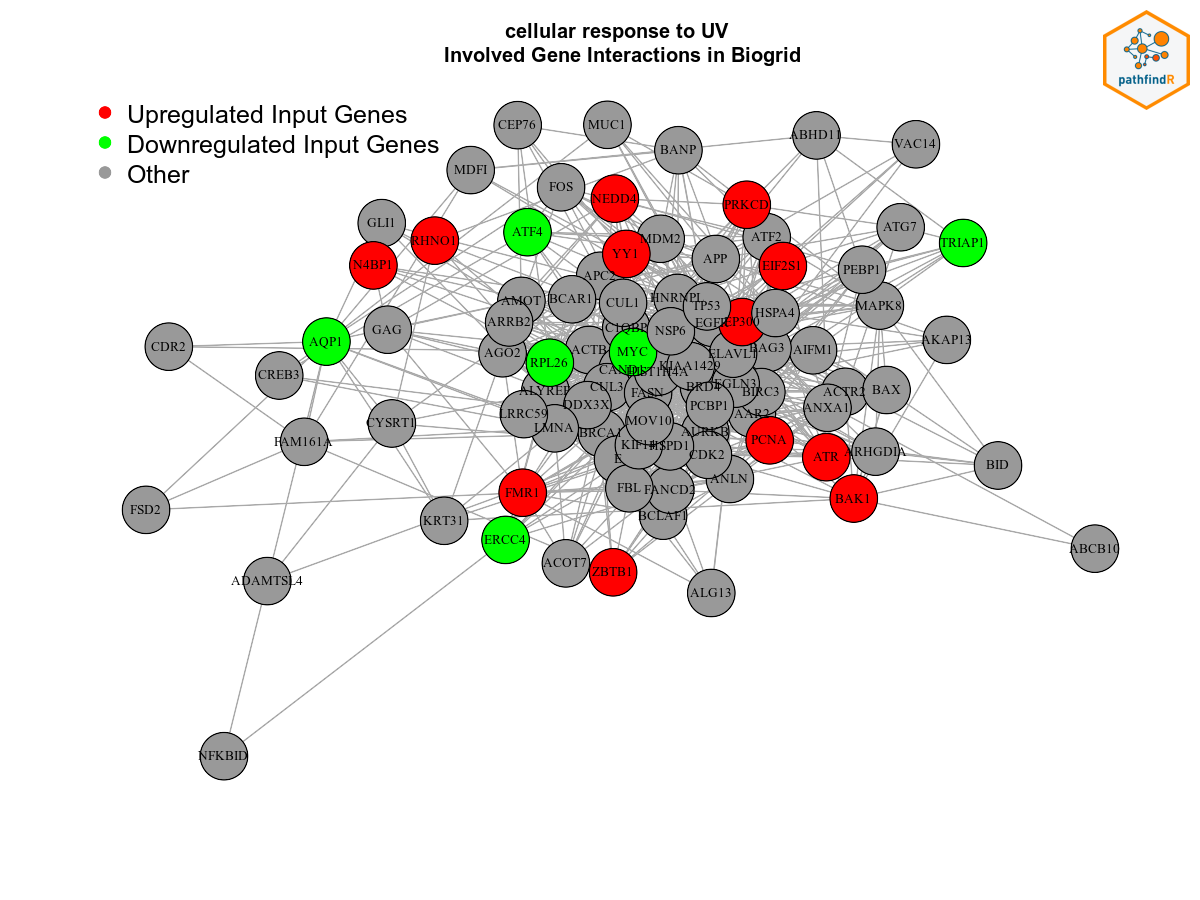 cellular response to UV
Involved Gene Interactions in Biogrid
pathfindR
Upregulated Input Genes
Downregulated Input Genes
Other
CEP76
MUC1
ABHD11
VAC14
BANP
MDFI
FOS
NEDD4
PRKCD
GLI1
RHNO1
ATF4
MDM2
ATF2
ATG7
TRIAP1
YY1
N4BP1
APP
EIF2S1
PEBP1
APC2
AMOT
BCAR1
CUL1
HNRNPL
TP53
HSPA4
MAPK8
ARRB2
C1QBP
NSP6
EGFR
EP300
GAG
AQP1
CDR2
AKAP13
AGO2
ACTB
MYC
ELAVL1
BAG3
AIFM1
RPL26
CAND1
HIST1H4A
KIAA1429
CREB3
ALYREF
CUL3
FASN
BRD4
EGLN3
BIRC3
ACTR2
BAX
DDX3X
PCBP1
ANXA1
LRRC59
AAR2
CYSRT1
LMNA
BRCA1
MOV10
AURKB
PCNA
FAM161A
KIF14
HSPD1
CDK2
ATR
ARHGDIA
BID
E
FBL
FANCD2
ANLN
FMR1
BAK1
FSD2
KRT31
BCLAF1
ERCC4
ABCB10
ACOT7
ZBTB1
ADAMTSL4
ALG13
NFKBID